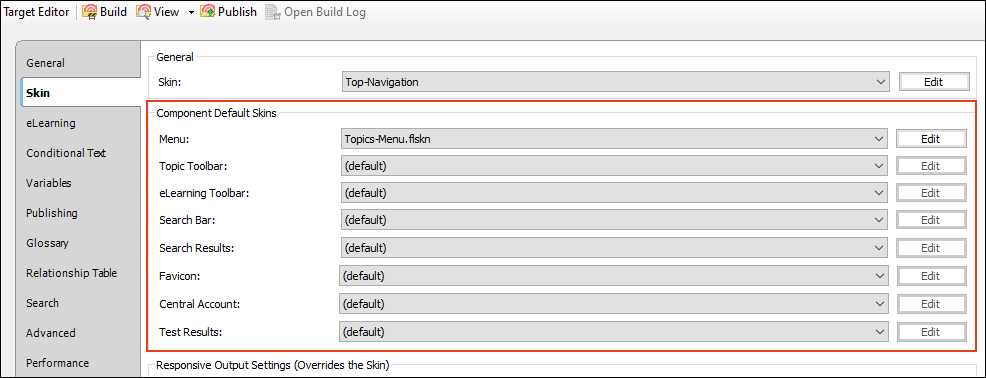 Target Editor Build View Publish Open Build Log
General
Skin
eLearning
Conditional Text
Variables
Publishing
Glossary
Relationship Table
Search
Advanced
Performance
General
Skin: Top-Navigation Edit
Component Default Skins
Menu: Topics-Menu.flskn Edit
Topic Toolbar: (default) Edit
eLearning Toolbar: (default) Edit
Search Bar: (default) Edit
Search Results: (default) Edit
Favicon: (default) Edit
Central Account: (default) Edit
Test Results: (default) Edit
Responsive Output Settings (Overrides the Skin)